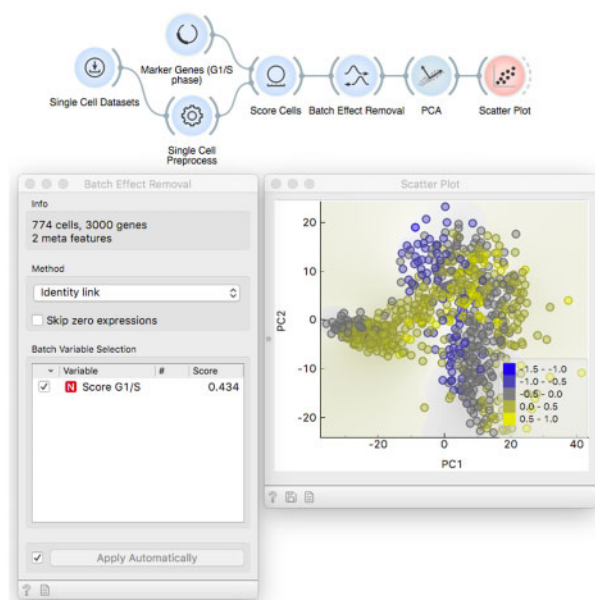 Marker Genes (G1/S
phase)
Single Cell Datasets
Single Cell
Preprocess
Score Cells
Batch Effect Removal
PCA
Scatter Plot
Batch Effect Removal
Info
774 cells, 3000 genes
2 meta features
Method
Identity link
Skip zero expressions
Batch Variable Selection
Variable # Score
N Score G1/S 0.434
Apply Automatically
?
Scatter Plot
20
10
0
-10
-20
PC2
-20 0 20 40
PC1
-1.5 - -1.0
-1.0 - -0.5
-0.5 - 0.0
0.0 - 0.5
0.5 - 1.0
?